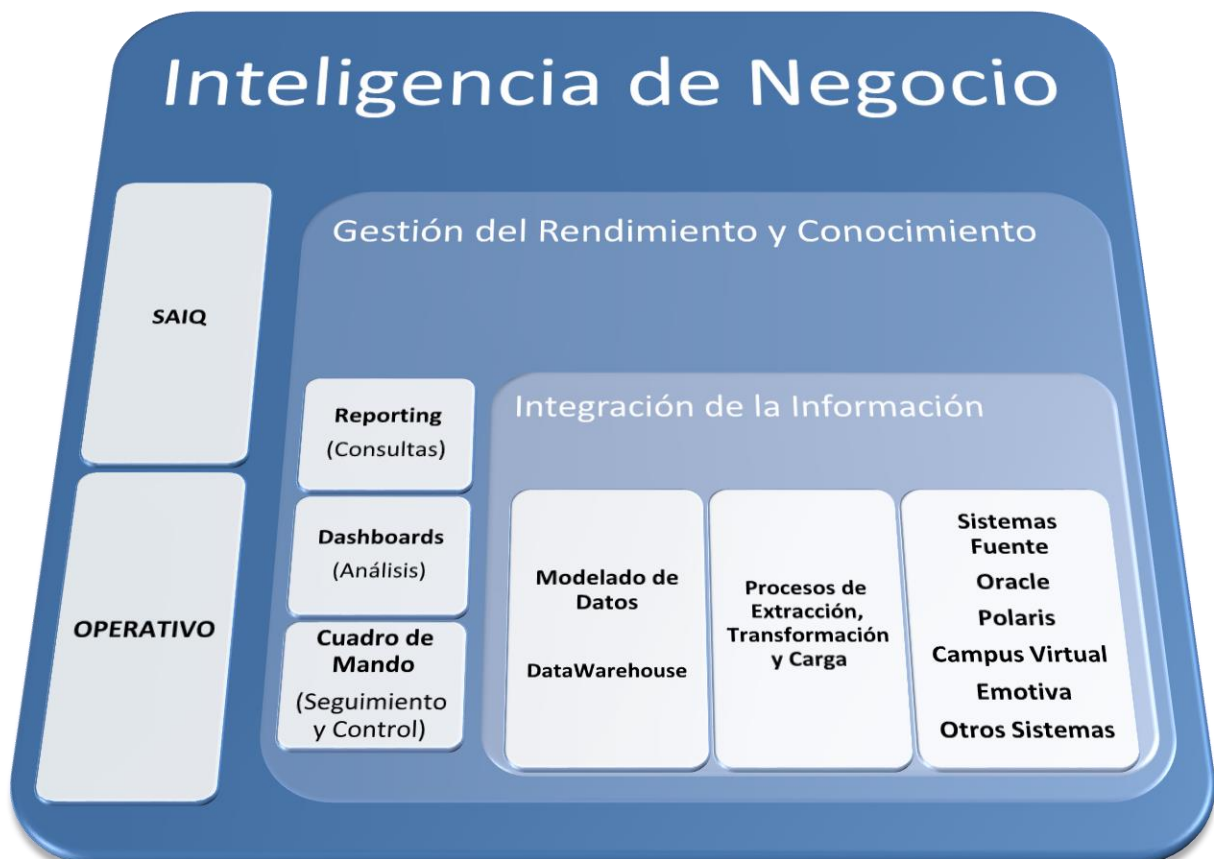 Inteligencia de Negocio
SAIQ
OPERATIVO
Gestión del Rendimiento y Conocimiento
Reporting
(Consultas)
Dashboards
(Análisis)
Cuadro de
Mando
(Seguimiento
y Control)
Integración de la Información
Modelado de
Datos
DataWarehouse
Procesos de
Extracción,
Transformación
y Carga
Sistemas
Fuente
Oracle
Polaris
Campus Virtual
Emotiva
Otros Sistemas